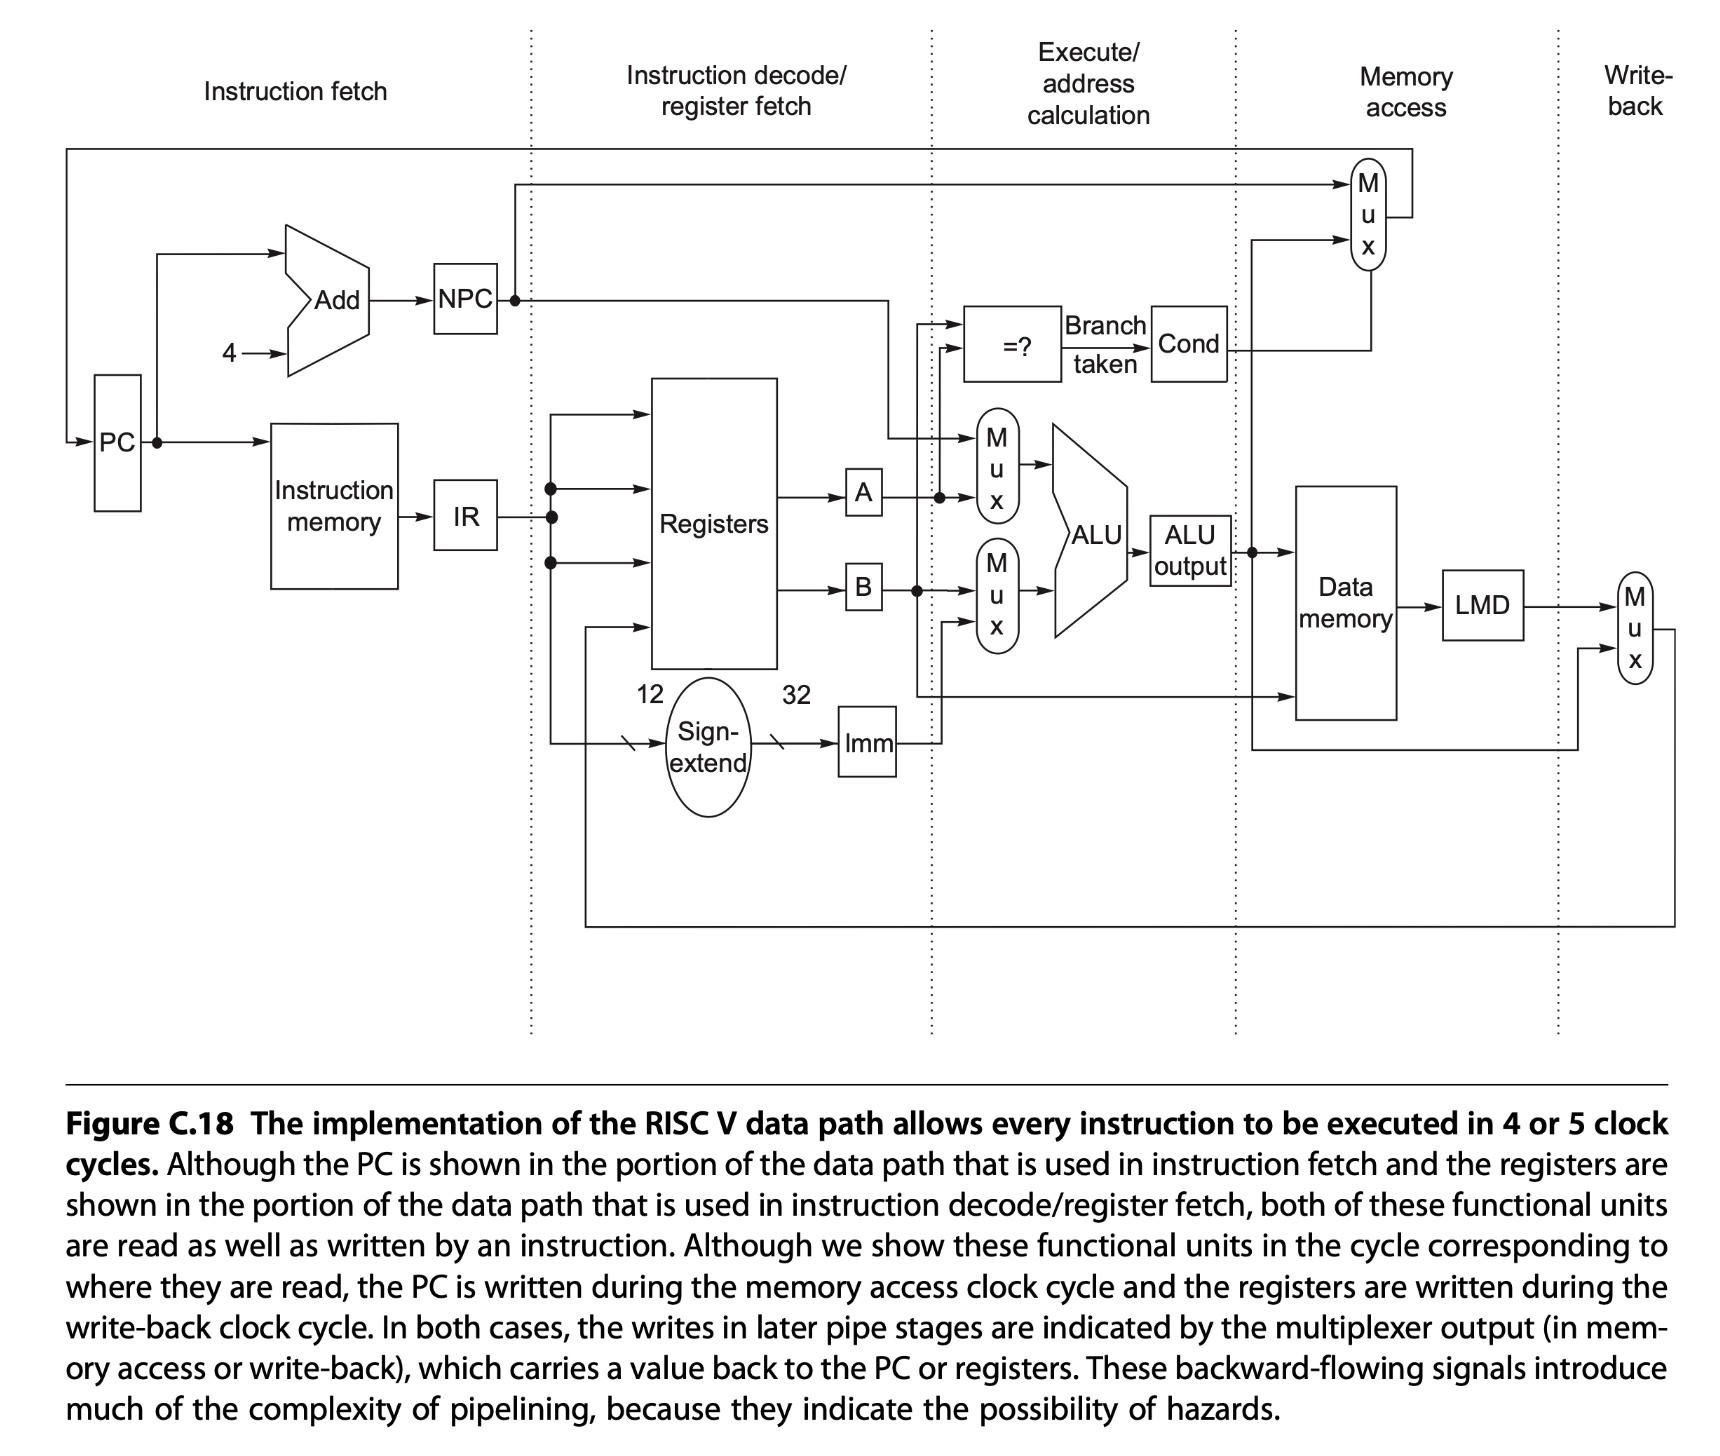 Instruction fetch
Instruction decode/
register fetch
Execute/
address
calculation
Memory
access
Write-
back
M
u
x
Add
NPC
4
PC
Instruction
memory
IR
Registers
A
B
12
32
Sign-
extend
Imm
=?
Branch
taken
Cond
M
u
x
M
u
x
ALU
ALU
output
Data
memory
LMD
M
u
x
Figure C.18 The implementation of the RISC V data path allows every instruction to be executed in 4 or 5 clock
cycles. Although the PC is shown in the portion of the data path that is used in instruction fetch and the registers are
shown in the portion of the data path that is used in instruction decode/register fetch, both of these functional units
are read as well as written by an instruction. Although we show these functional units in the cycle corresponding to
where they are read, the PC is written during the memory access clock cycle and the registers are written during the
write-back clock cycle. In both cases, the writes in later pipe stages are indicated by the multiplexer output (in mem-
ory access or write-back), which carries a value back to the PC or registers. These backward-flowing signals introduce
much of the complexity of pipelining, because they indicate the possibility of hazards.